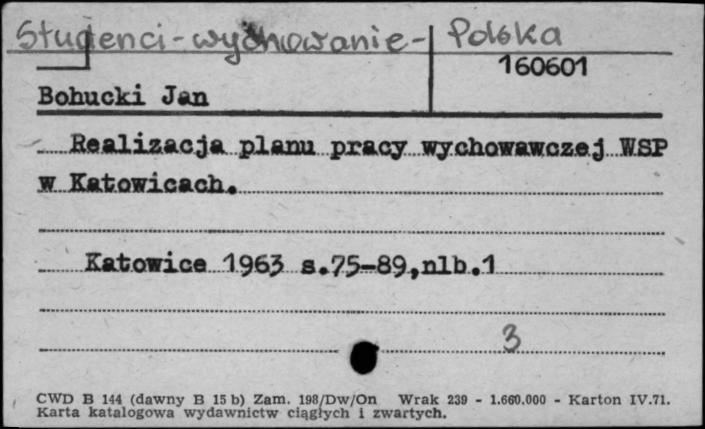 Studenci - wychowanie - Polska
160601
Bohucki Jan
Realizacja planu pracy wychowawczej WSP
w Katowicach.
Katowice 1963 s.75-89,nlb.1
3
CWD B 144 (dawny B 15 b) Zam. 198/Dw/On Wrak 239 - 1.660.000 - Karton IV.71.
Karta katalogowa wydawnictw ciągłych i zwartych.